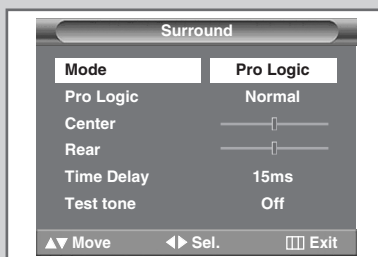 Surround
Mode Pro Logic
Pro Logic Normal
Center
Rear
Time Delay 15ms
Test tone Off
▲▼ Move ◀▶ Sel. Exit